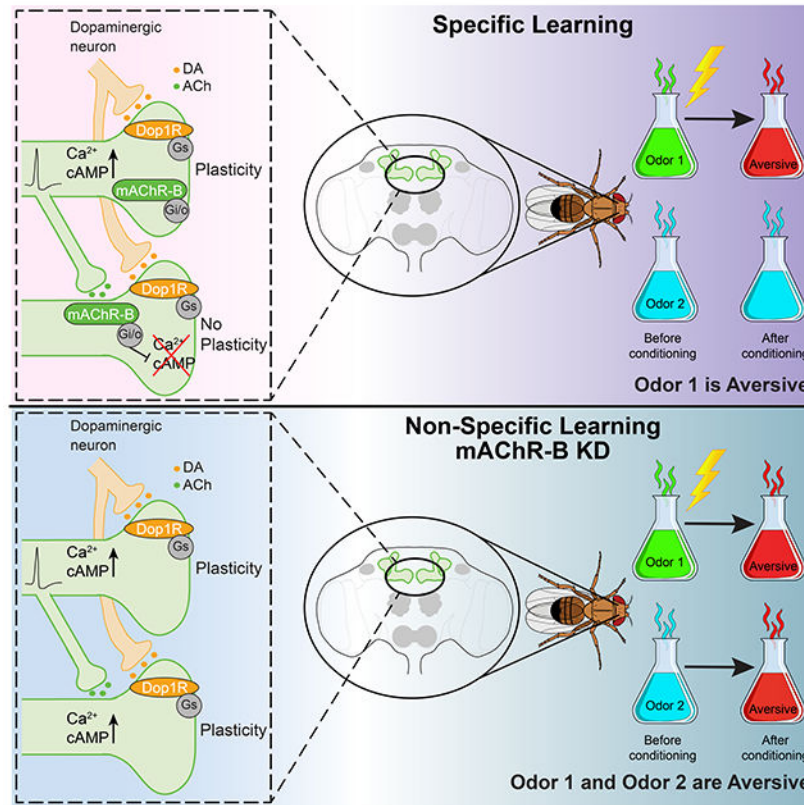 Specific Learning
Dopaminergic
neuron
DA
ACh
Dop1R
Gs
Ca²⁺
cAMP
Plasticity
mAChR-B
Gi/o
Dop1R
Gs
mAChR-B
Gi/o
No
Plasticity
Ca²⁺
cAMP
Odor 1
Aversive
Odor 2
Before
conditioning
After
conditioning
Odor 1 is Aversive
Non-Specific Learning
mAChR-B KD
Dopaminergic
neuron
DA
ACh
Dop1R
Gs
Ca²⁺
cAMP
Plasticity
Dop1R
Gs
Ca²⁺
cAMP
Plasticity
Odor 1
Aversive
Odor 2
Aversive
Before
conditioning
After
conditioning
Odor 1 and Odor 2 are Aversive